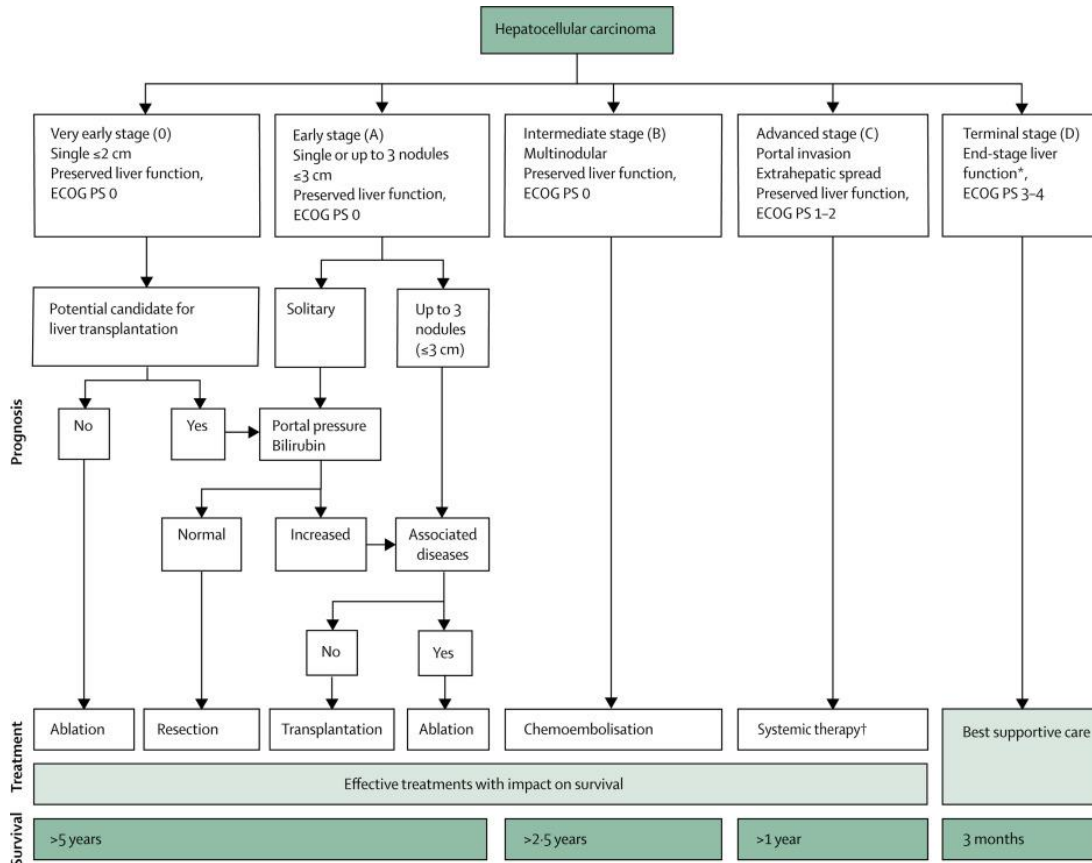 Hepatocellular carcinoma
Very early stage (0)
Single ≤2 cm
Preserved liver function,
ECOG PS 0
Early stage (A)
Single or up to 3 nodules
≤3 cm
Preserved liver function,
ECOG PS 0
Intermediate stage (B)
Multinodular
Preserved liver function,
ECOG PS 0
Advanced stage (C)
Portal invasion
Extrahepatic spread
Preserved liver function,
ECOG PS 1–2
Terminal stage (D)
End-stage liver
function*,
ECOG PS 3–4
Potential candidate for
liver transplantation
Solitary
Up to 3
nodules
(≤3 cm)
Prognosis
No
Yes
Portal pressure
Bilirubin
Normal
Increased
Associated
diseases
No
Yes
Treatment
Ablation
Resection
Transplantation
Ablation
Chemoembolisation
Systemic therapy†
Best supportive care
Effective treatments with impact on survival
Survival
>5 years
>2·5 years
>1 year
3 months